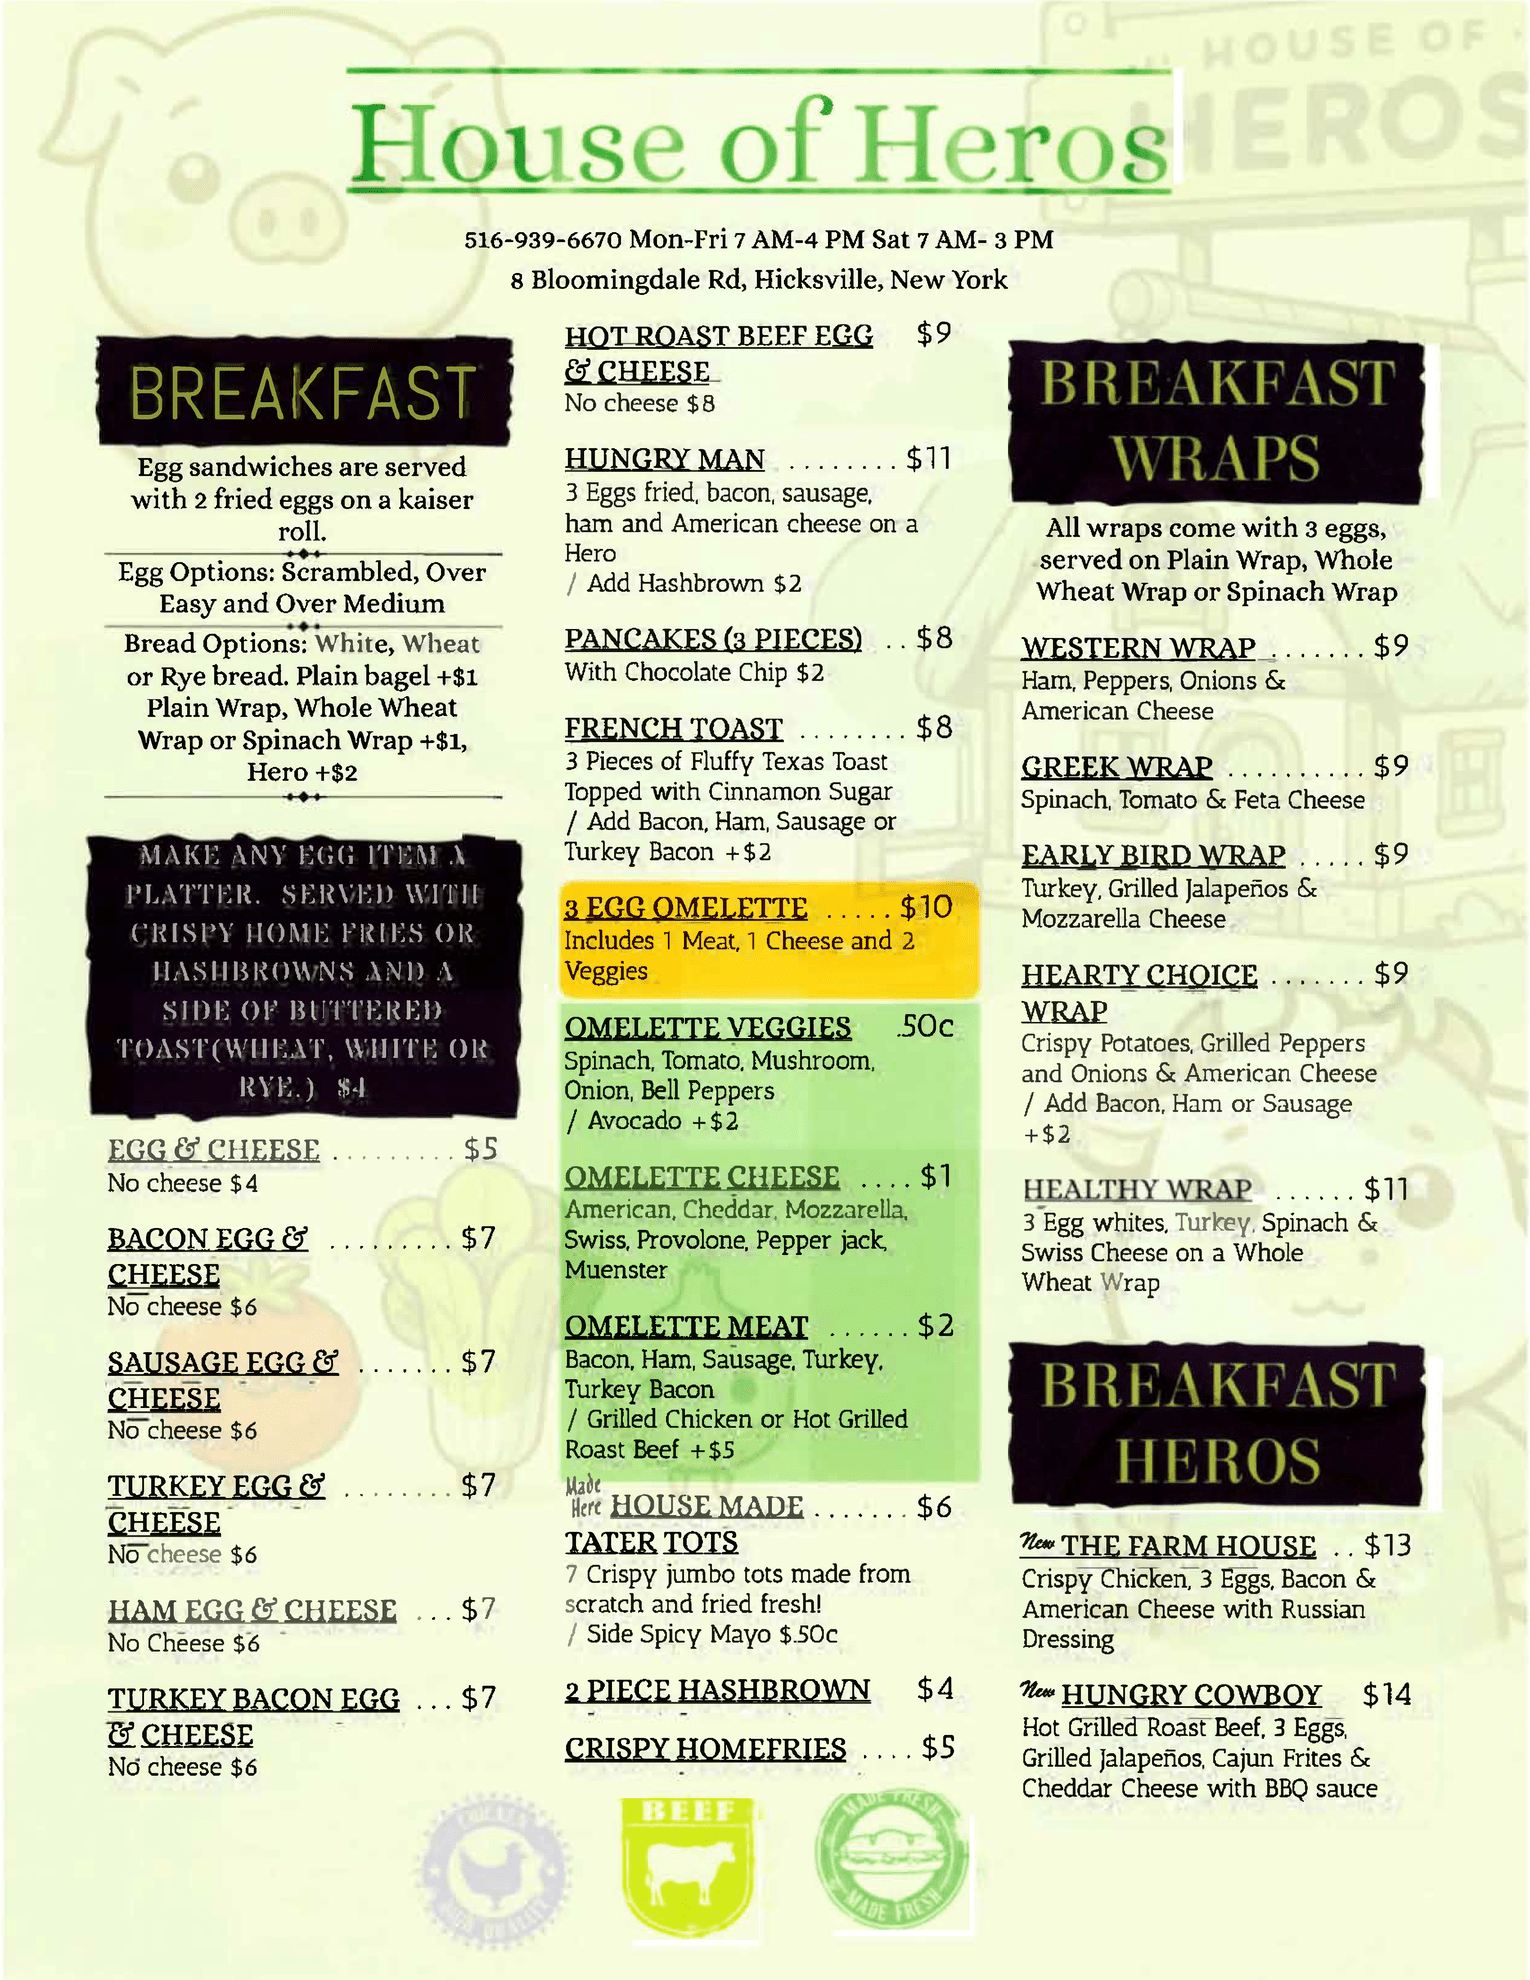 HOUSE OF
HEROS
House of Heros
516-939-6670 Mon-Fri 7 AM-4 PM Sat 7 AM- 3 PM
8 Bloomingdale Rd, Hicksville, New York
BREAKFAST
Egg sandwiches are served
with 2 fried eggs on a kaiser
roll.
Egg Options: Scrambled, Over
Easy and Over Medium
Bread Options: White, Wheat
or Rye bread. Plain bagel +$1
Plain Wrap, Whole Wheat
Wrap or Spinach Wrap +$1,
Hero +$2
MAKE ANY EGG ITEM A
PLATTER. SERVED WITH
CRISPY HOME FRIES OR
HASHBROWNS AND A
SIDE OF BUTTERED
TOAST(WHEAT, WHITE OR
RYE.) $4
EGG & CHEESE ......... $5
No cheese $4
BACON EGG & ......... $7
CHEESE
No cheese $6
SAUSAGE EGG & ....... $7
CHEESE
No cheese $6
TURKEY EGG & ........ $7
CHEESE
No cheese $6
HAM EGG & CHEESE ... $7
No Cheese $6
TURKEY BACON EGG ... $7
& CHEESE
No cheese $6
HOT ROAST BEEF EGG $9
& CHEESE
No cheese $8
HUNGRY MAN ........ $11
3 Eggs fried, bacon, sausage,
ham and American cheese on a
Hero
/ Add Hashbrown $2
PANCAKES (3 PIECES) .. $8
With Chocolate Chip $2
FRENCH TOAST ........ $8
3 Pieces of Fluffy Texas Toast
Topped with Cinnamon Sugar
/ Add Bacon, Ham, Sausage or
Turkey Bacon +$2
3 EGG OMELETTE ..... $10
Includes 1 Meat, 1 Cheese and 2
Veggies
OMELETTE VEGGIES .50c
Spinach, Tomato, Mushroom,
Onion, Bell Peppers
/ Avocado +$2
OMELETTE CHEESE .... $1
American, Cheddar, Mozzarella,
Swiss, Provolone, Pepper jack,
Muenster
OMELETTE MEAT ...... $2
Bacon, Ham, Sausage, Turkey,
Turkey Bacon
/ Grilled Chicken or Hot Grilled
Roast Beef +$5
Made
Here HOUSE MADE ....... $6
TATER TOTS
7 Crispy jumbo tots made from
scratch and fried fresh!
/ Side Spicy Mayo $.50c
2 PIECE HASHBROWN $4
CRISPY HOMEFRIES .... $5
BREAKFAST
WRAPS
All wraps come with 3 eggs,
served on Plain Wrap, Whole
Wheat Wrap or Spinach Wrap
WESTERN WRAP ....... $9
Ham, Peppers, Onions &
American Cheese
GREEK WRAP .......... $9
Spinach, Tomato & Feta Cheese
EARLY BIRD WRAP ..... $9
Turkey, Grilled Jalapeños &
Mozzarella Cheese
HEARTY CHOICE ....... $9
WRAP
Crispy Potatoes, Grilled Peppers
and Onions & American Cheese
/ Add Bacon, Ham or Sausage
+$2
HEALTHY WRAP ...... $11
3 Egg whites, Turkey, Spinach &
Swiss Cheese on a Whole
Wheat Wrap
BREAKFAST
HEROS
New THE FARM HOUSE .. $13
Crispy Chicken, 3 Eggs, Bacon &
American Cheese with Russian
Dressing
New HUNGRY COWBOY $14
Hot Grilled Roast Beef, 3 Eggs,
Grilled Jalapeños, Cajun Frites &
Cheddar Cheese with BBQ sauce
BEEF
MADE FRESH
MADE FRESH